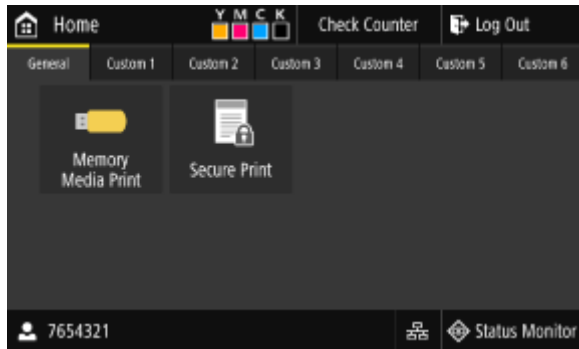 Home
Y M C K
Check Counter
Log Out
General
Custom 1
Custom 2
Custom 3
Custom 4
Custom 5
Custom 6
Memory
Media Print
Secure Print
7654321
Status Monitor